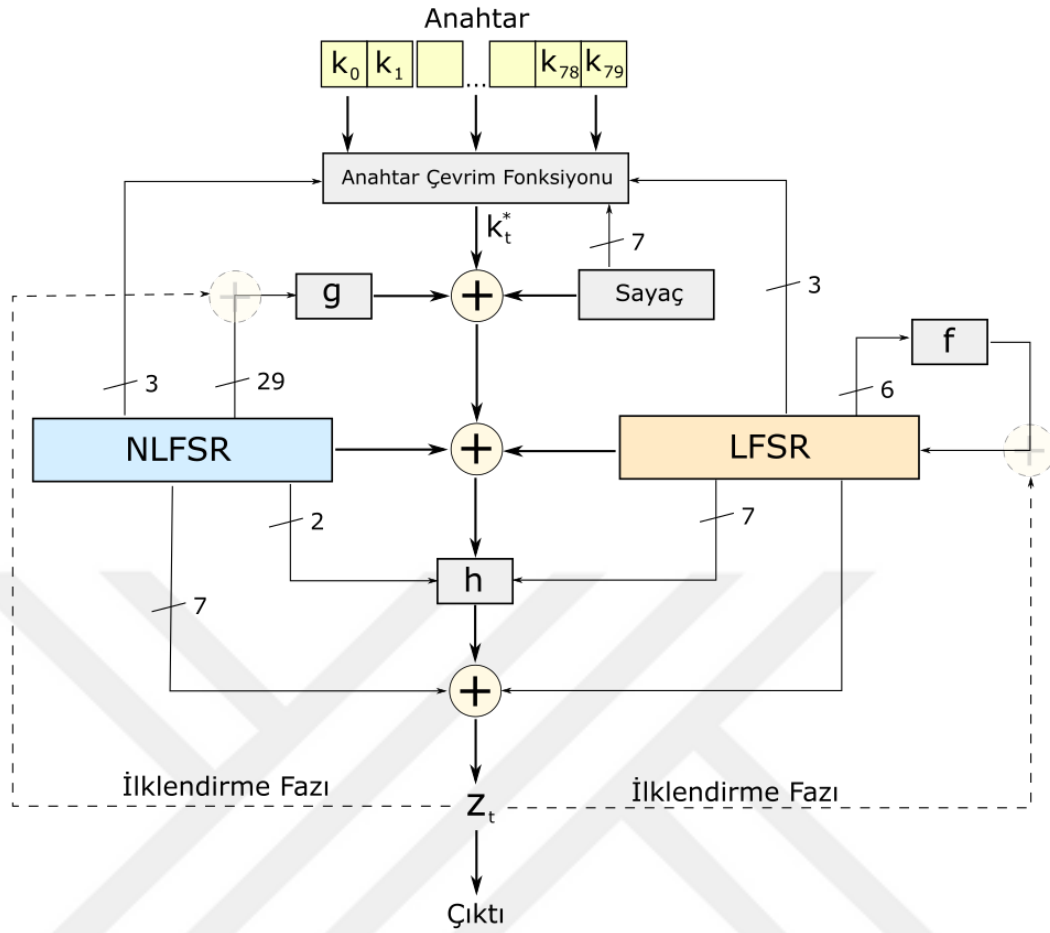 Anahtar
k₀ k₁ ... k₇₈ k₇₉
Anahtar Çevrim Fonksiyonu
k*ₜ
7
g
+
+
Sayaç
3
f
3
29
6
NLFSR
+
LFSR
+
2
7
h
7
+
İlklendirme Fazı
İlklendirme Fazı
zₜ
Çıktı